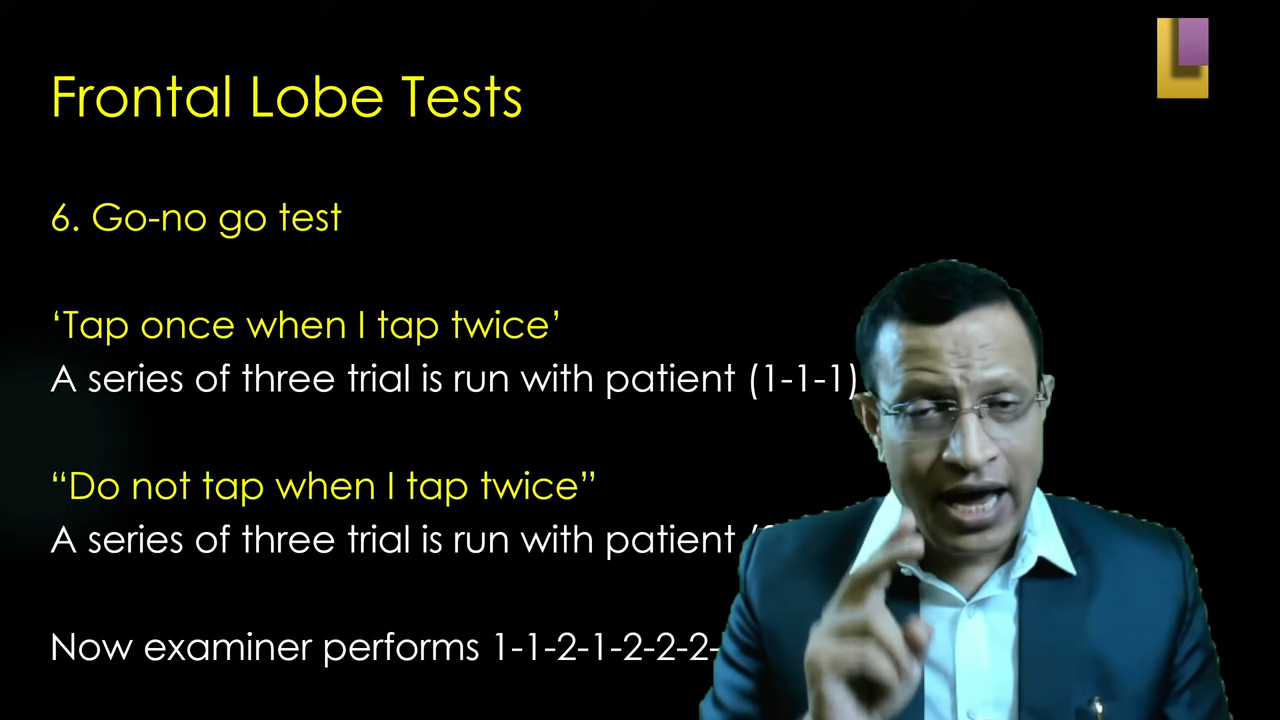 Frontal Lobe Tests
6. Go-no go test
‘Tap once when I tap twice’
A series of three trial is run with patient (1-1-1)
“Do not tap when I tap twice”
A series of three trial is run with patient
Now examiner performs 1-1-2-1-2-2-2-